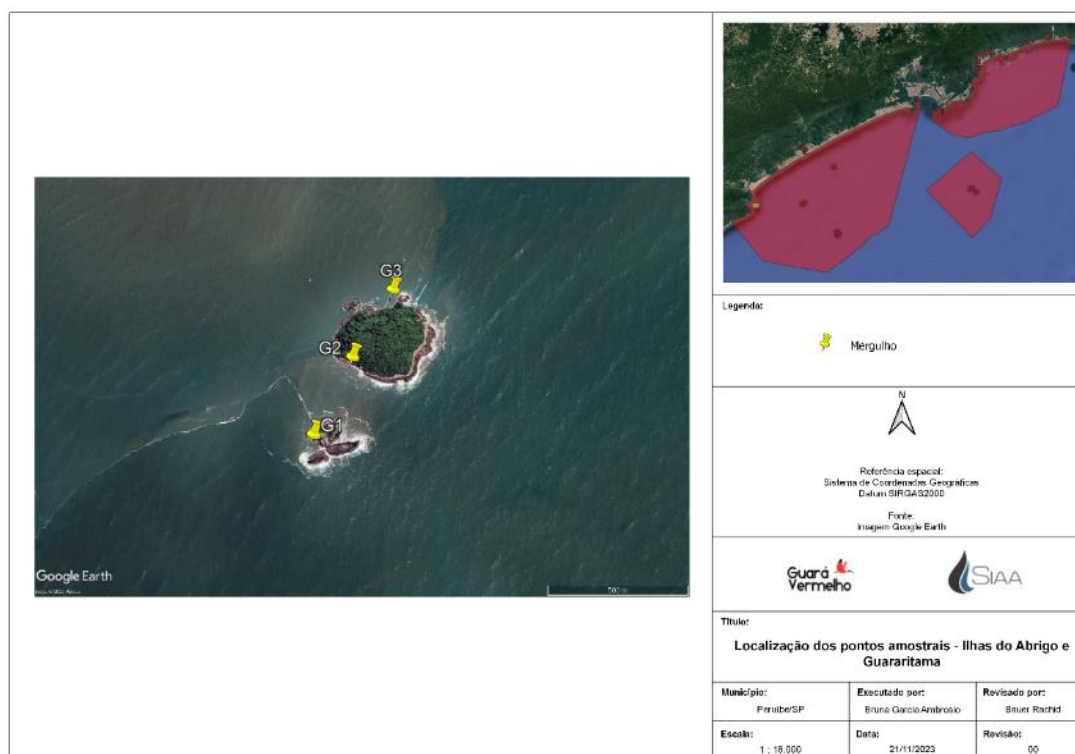 G3
G2
G1
Google Earth
500 m
Legenda:
Mergulho
N
Referência espacial:
Sistema de Coordenadas Geográficas
Datum SIRGAS2000
Fonte:
Imagem Google Earth
Guará
Vermelho
SIAA
Título:
Localização dos pontos amostrais - Ilhas do Abrigo e
Guararitama
Município:
Peruíbe/SP
Executado por:
Bruna Garcia Ambrosio
Revisado por:
Bauer Rachid
Escala:
1 : 18.000
Data:
21/11/2023
Revisão:
00